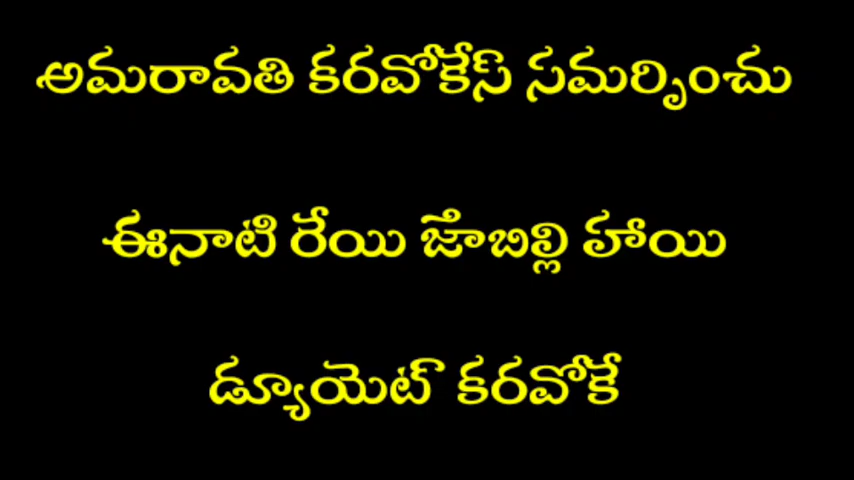 అమరావతి కరవోకేస్ సమర్పించు
ఈనాటి రేయి జాబిల్లి హాయి
డ్యూయెట్ కరవోకే